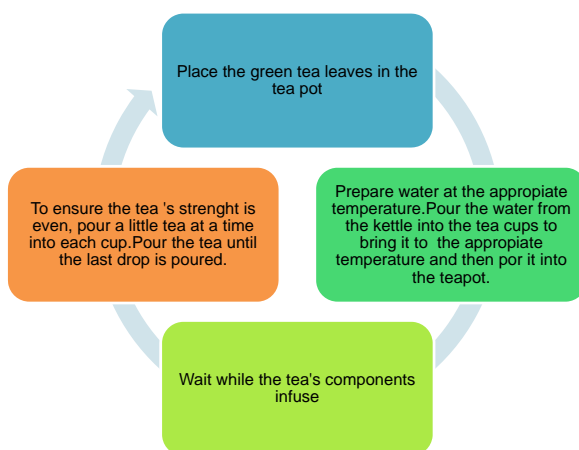 Place the green tea leaves in the
tea pot
Prepare water at the appropiate
temperature.Pour the water from
the kettle into the tea cups to
bring it to  the appropiate
temperature and then por it into
the teapot.
Wait while the tea's components
infuse
To ensure the tea 's strenght is
even, pour a little tea at a time
into each cup.Pour the tea until
the last drop is poured.